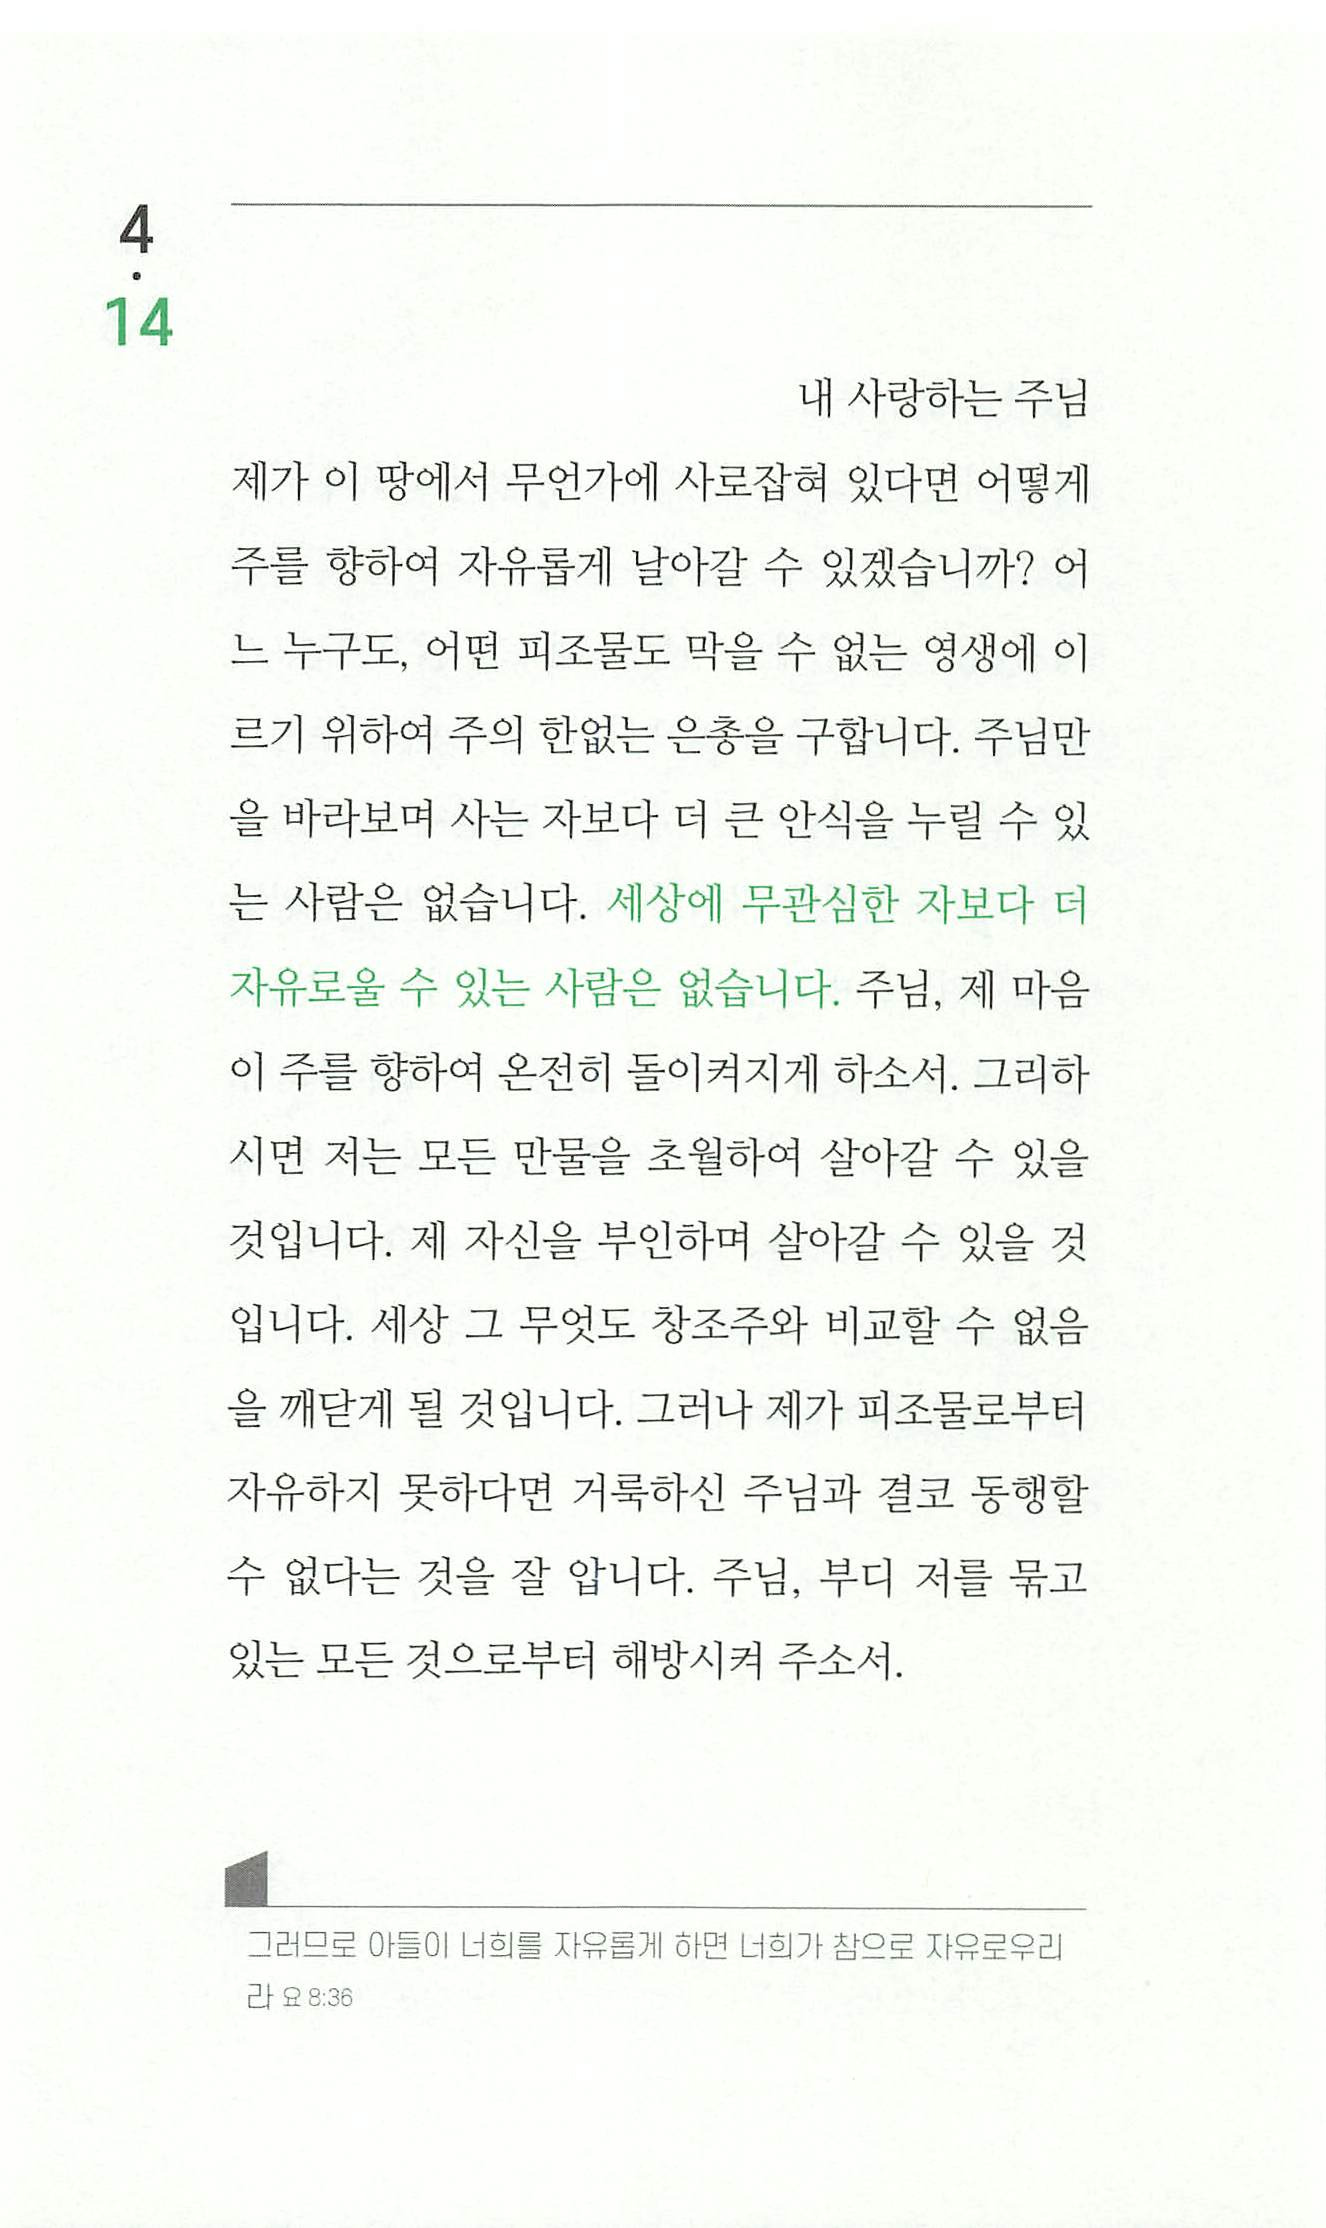 4
·
14
내 사랑하는 주님
제가 이 땅에서 무언가에 사로잡혀 있다면 어떻게
주를 향하여 자유롭게 날아갈 수 있겠습니까? 어
느 누구도, 어떤 피조물도 막을 수 없는 영생에 이
르기 위하여 주의 한없는 은총을 구합니다. 주님만
을 바라보며 사는 자보다 더 큰 안식을 누릴 수 있
는 사람은 없습니다. 세상에 무관심한 자보다 더
자유로울 수 있는 사람은 없습니다. 주님, 제 마음
이 주를 향하여 온전히 돌이켜지게 하소서. 그리하
시면 저는 모든 만물을 초월하여 살아갈 수 있을
것입니다. 제 자신을 부인하며 살아갈 수 있을 것
입니다. 세상 그 무엇도 창조주와 비교할 수 없음
을 깨닫게 될 것입니다. 그러나 제가 피조물로부터
자유하지 못하다면 거룩하신 주님과 결코 동행할
수 없다는 것을 잘 압니다. 주님, 부디 저를 묶고
있는 모든 것으로부터 해방시켜 주소서.
그러므로 아들이 너희를 자유롭게 하면 너희가 참으로 자유로우리
라 요 8:36